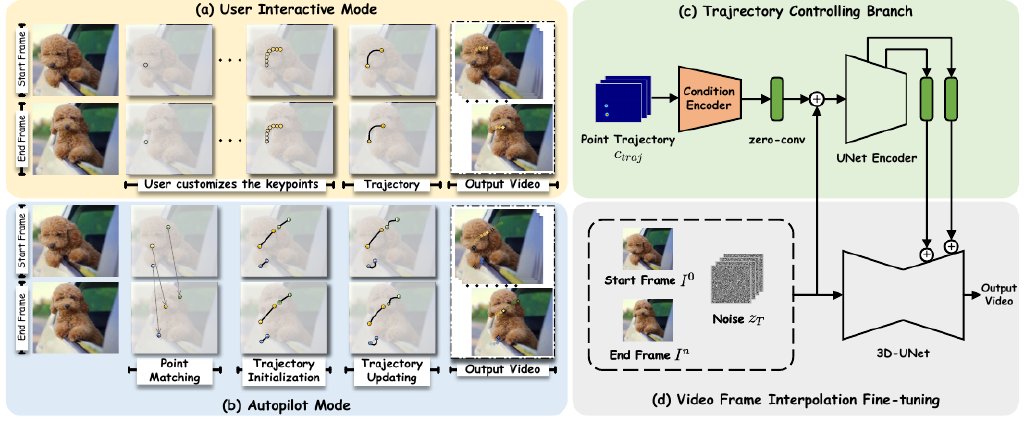 (a) User Interactive Mode
Start Frame
End Frame
User customizes the keypoints
Trajectory
Output Video
Start Frame
End Frame
Point
Matching
Trajectory
Initialization
Trajectory
Updating
Output Video
(b) Autopilot Mode
(c) Trajrectory Controlling Branch
Condition
Encoder
Point Trajectory
c_traj
zero-conv
UNet Encoder
Start Frame I^0
Noise z_T
End Frame I^n
3D-UNet
Output
Video
(d) Video Frame Interpolation Fine-tuning